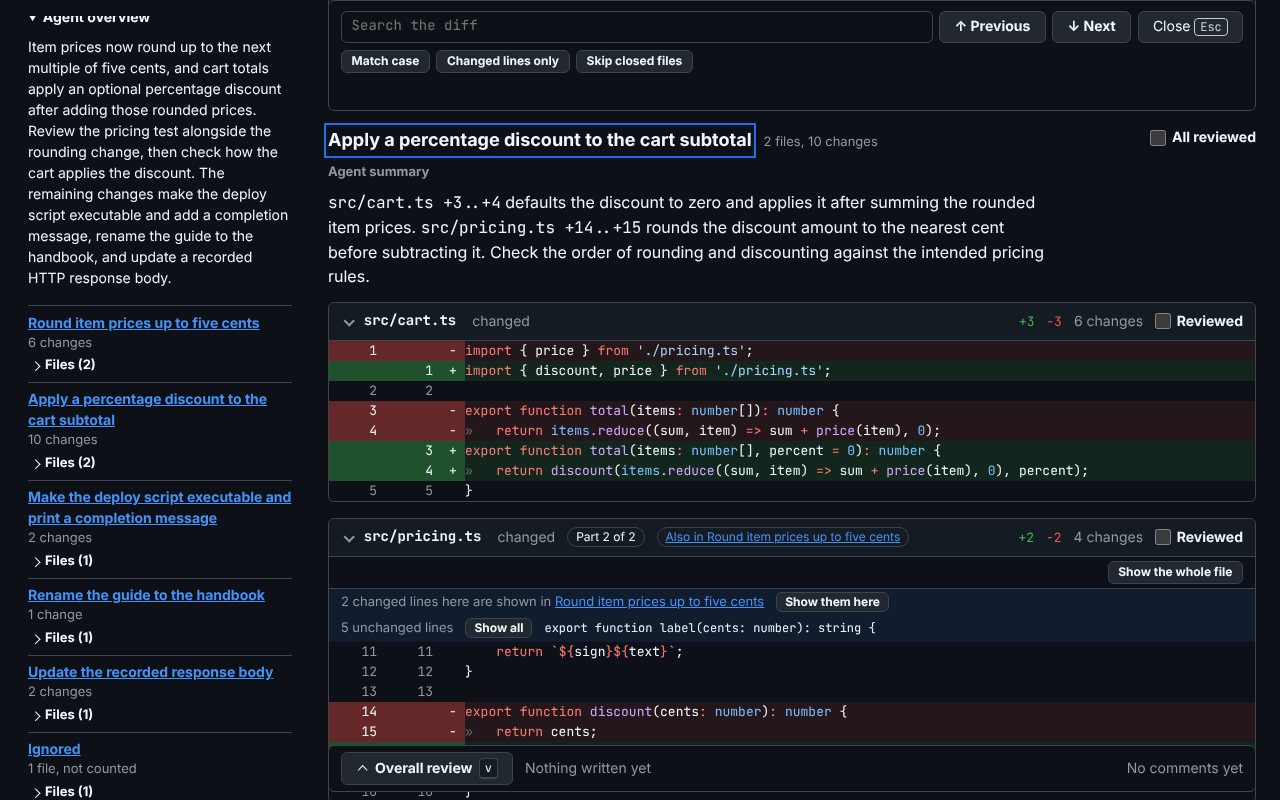 Agent overview
Item prices now round up to the next
multiple of five cents, and cart totals
apply an optional percentage discount
after adding those rounded prices.
Review the pricing test alongside the
rounding change, then check how the
cart applies the discount. The
remaining changes make the deploy
script executable and add a completion
message, rename the guide to the
handbook, and update a recorded
HTTP response body.
Round item prices up to five cents
6 changes
Files (2)
Apply a percentage discount to the
cart subtotal
10 changes
Files (2)
Make the deploy script executable and
print a completion message
2 changes
Files (1)
Rename the guide to the handbook
1 change
Files (1)
Update the recorded response body
2 changes
Files (1)
Ignored
1 file, not counted
Files (1)
Search the diff
↑ Previous
↓ Next
Close Esc
Match case
Changed lines only
Skip closed files
Apply a percentage discount to the cart subtotal 2 files, 10 changes
All reviewed
Agent summary
src/cart.ts +3..+4 defaults the discount to zero and applies it after summing the rounded
item prices. src/pricing.ts +14..+15 rounds the discount amount to the nearest cent
before subtracting it. Check the order of rounding and discounting against the intended pricing
rules.
src/cart.ts changed +3 -3 6 changes Reviewed
1 - import { price } from './pricing.ts';
1 + import { discount, price } from './pricing.ts';
2 2
3 - export function total(items: number[]): number {
4 - » return items.reduce((sum, item) => sum + price(item), 0);
3 + export function total(items: number[], percent = 0): number {
4 + » return discount(items.reduce((sum, item) => sum + price(item), 0), percent);
5 5 }
src/pricing.ts changed Part 2 of 2 Also in Round item prices up to five cents +2 -2 4 changes Reviewed
Show the whole file
2 changed lines here are shown in Round item prices up to five cents Show them here
5 unchanged lines Show all export function label(cents: number): string {
11 11 return `${sign}${text}`;
12 12 }
13 13
14 - export function discount(cents: number): number {
15 - » return cents;
Overall review v Nothing written yet
No comments yet